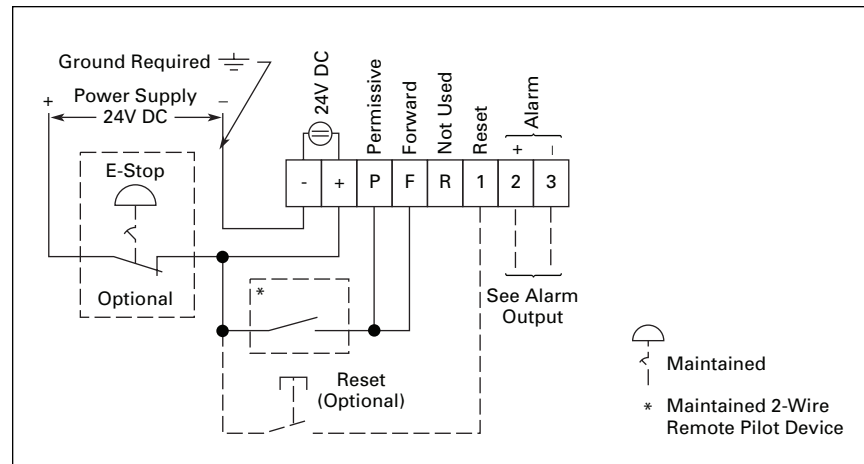 Ground Required
+ Power Supply –
24V DC
24V DC
Permissive
Forward
Not Used
Reset
Alarm
+ –
- + P F R 1 2 3
E-Stop
Optional
*
See Alarm
Output
Reset
(Optional)
Maintained
* Maintained 2-Wire
Remote Pilot Device